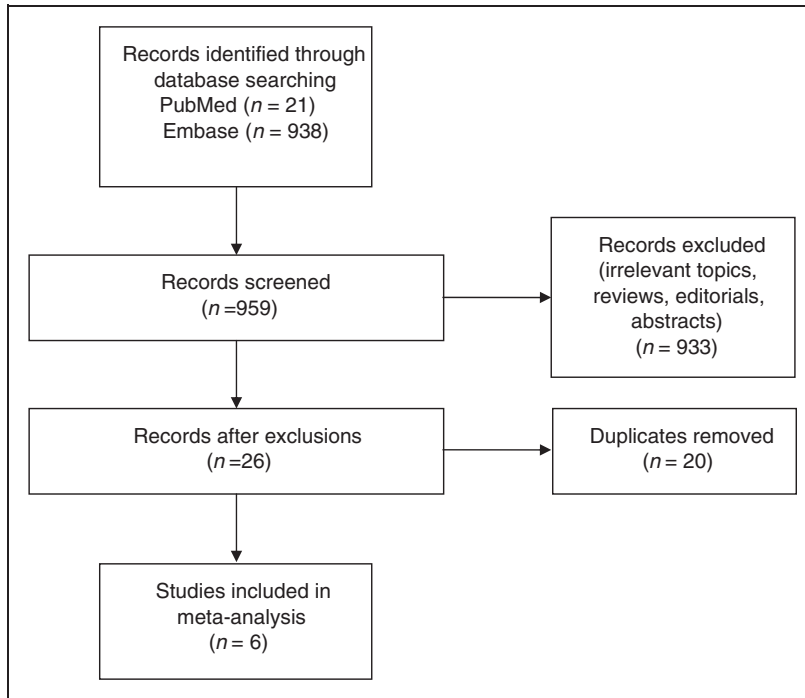 Records identified through
database searching
PubMed (n = 21)
Embase (n = 938)
Records screened
(n =959)
Records excluded
(irrelevant topics,
reviews, editorials,
abstracts)
(n = 933)
Records after exclusions
(n =26)
Duplicates removed
(n = 20)
Studies included in
meta-analysis
(n = 6)